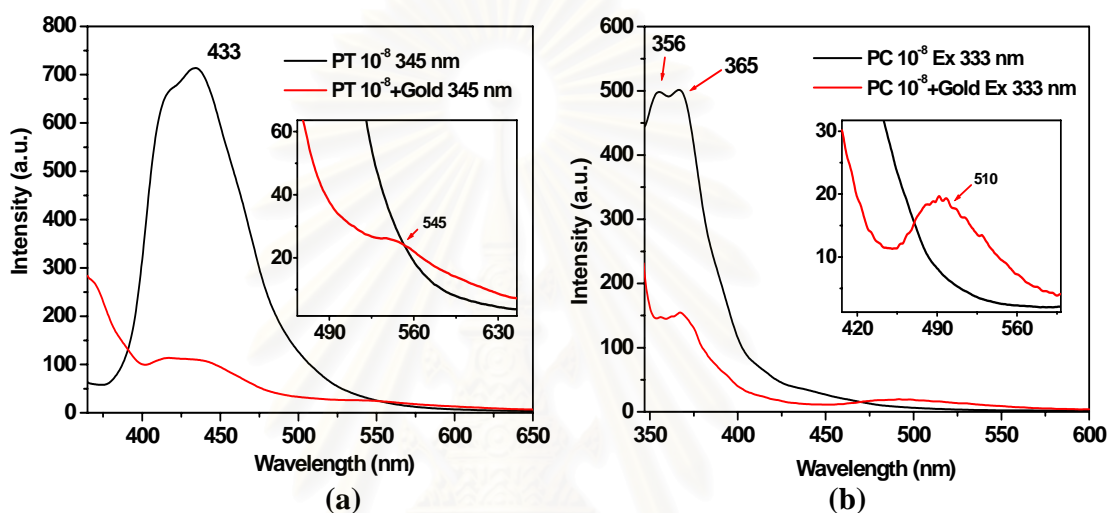 800
700
600
500
400
300
200
100
0
400 450 500 550 600 650
Intensity (a.u.)
Wavelength (nm)
433
PT 10⁻⁸ 345 nm
PT 10⁻⁸+Gold 345 nm
60
40
20
490 560 630
545
(a)
600
500
400
300
200
100
0
350 400 450 500 550 600
Intensity (a.u.)
Wavelength (nm)
356
365
PC 10⁻⁸ Ex 333 nm
PC 10⁻⁸+Gold Ex 333 nm
30
20
10
420 490 560
510
(b)